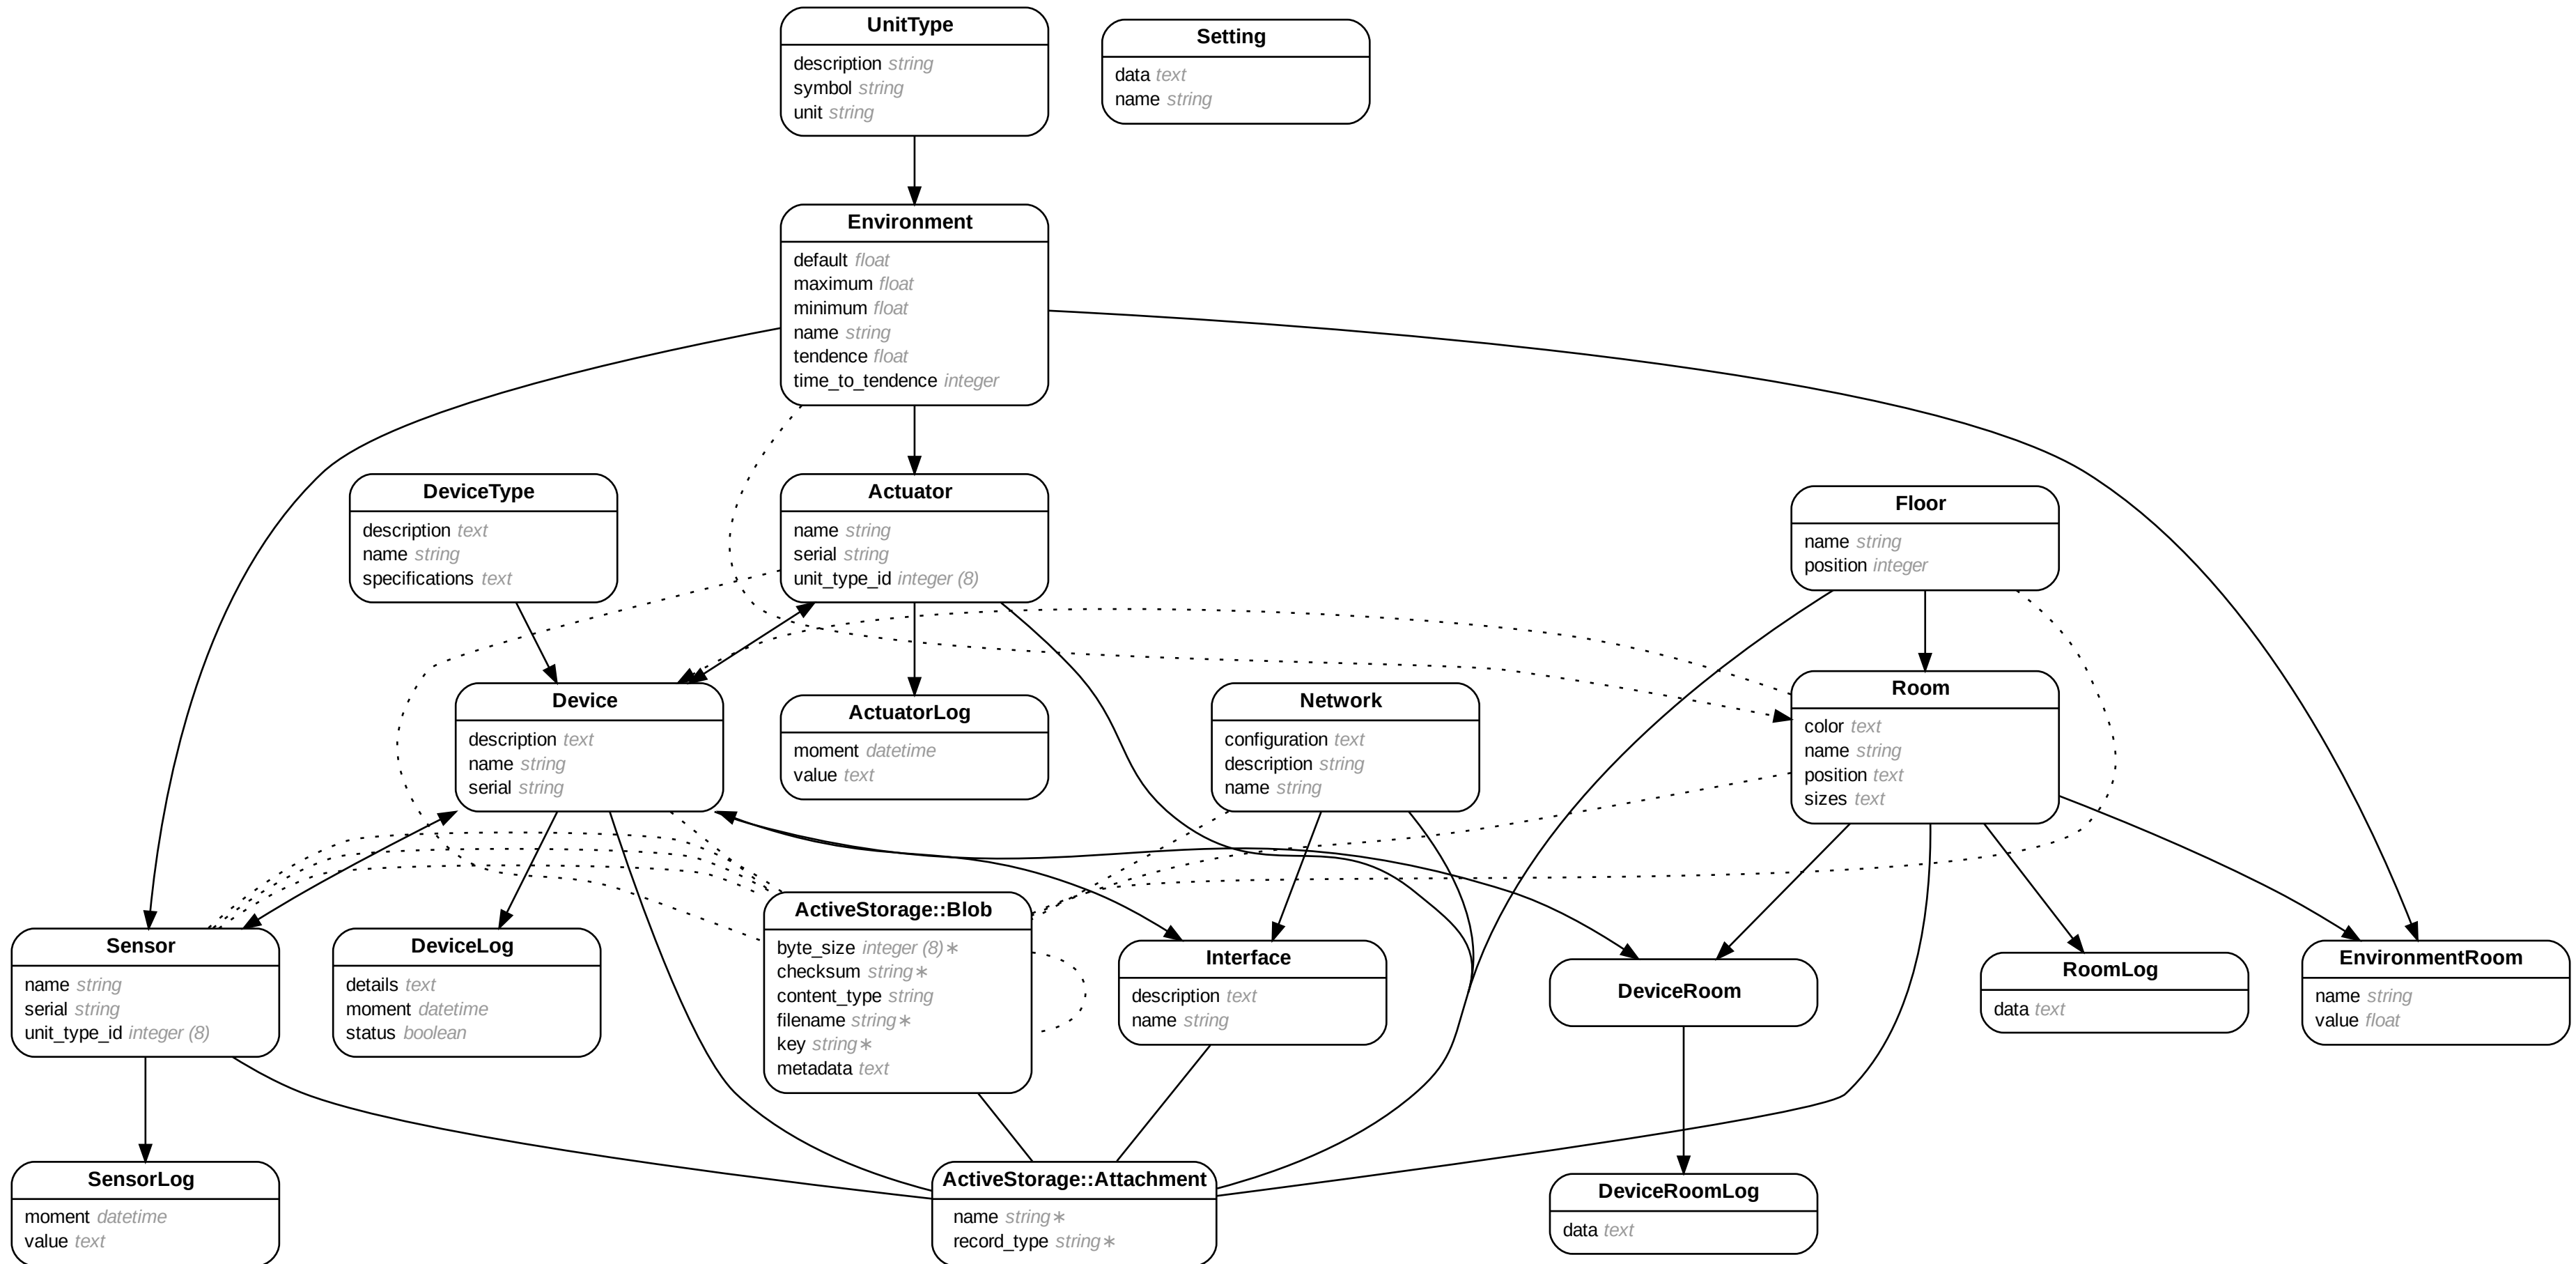 UnitType
description string
symbol string
unit string
Setting
data text
name string
Environment
default float
maximum float
minimum float
name string
tendence float
time_to_tendence integer
DeviceType
description text
name string
specifications text
Actuator
name string
serial string
unit_type_id integer (8)
Floor
name string
position integer
Device
description text
name string
serial string
ActuatorLog
moment datetime
value text
Network
configuration text
description string
name string
Room
color text
name string
position text
sizes text
Sensor
name string
serial string
unit_type_id integer (8)
DeviceLog
details text
moment datetime
status boolean
ActiveStorage::Blob
byte_size integer (8)∗
checksum string∗
content_type string
filename string∗
key string∗
metadata text
Interface
description text
name string
DeviceRoom
RoomLog
data text
EnvironmentRoom
name string
value float
SensorLog
moment datetime
value text
ActiveStorage::Attachment
name string∗
record_type string∗
DeviceRoomLog
data text